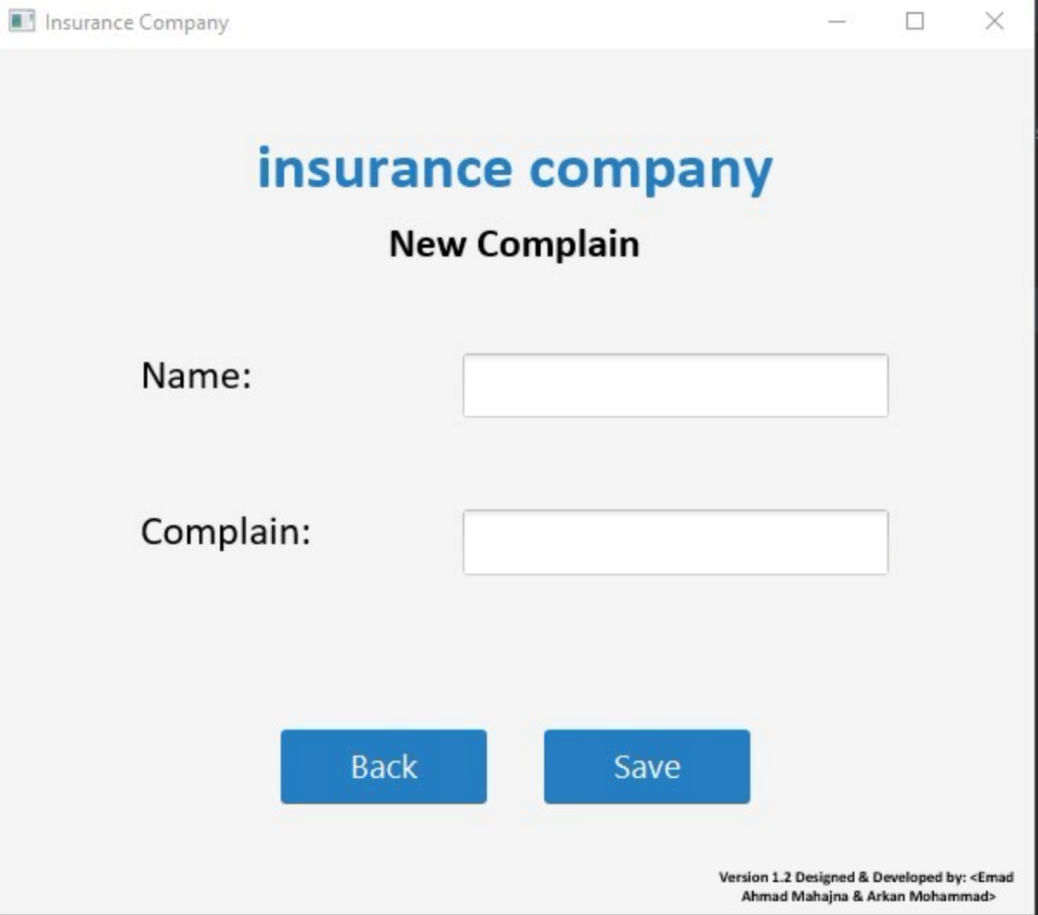 Insurance Company
insurance company
New Complain
Name:
Complain:
Back Save
Version 1.2 Designed & Developed by: <Emad
Ahmad Mahajna & Arkan Mohammad>